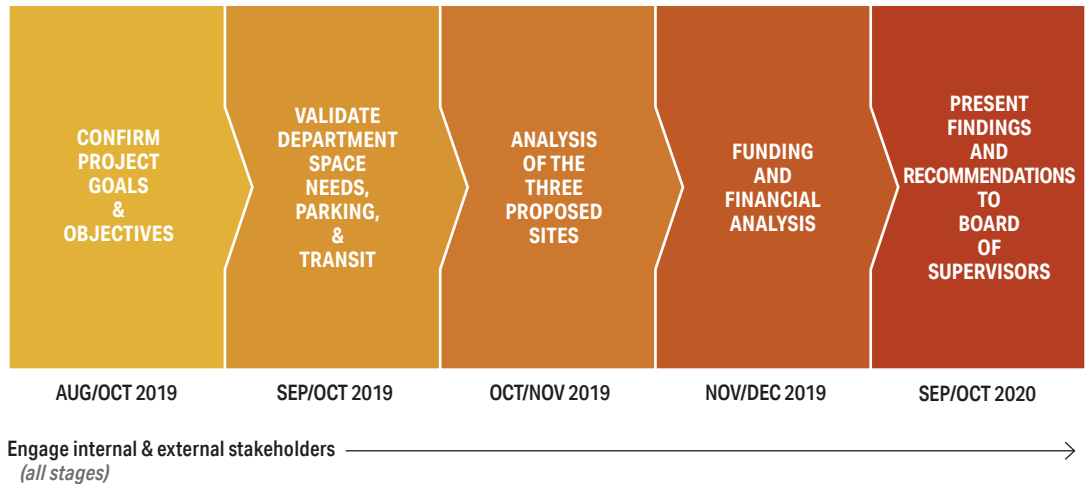 CONFIRM
PROJECT
GOALS
&
OBJECTIVES
VALIDATE
DEPARTMENT
SPACE
NEEDS,
PARKING,
&
TRANSIT
ANALYSIS
OF THE
THREE
PROPOSED
SITES
FUNDING
AND
FINANCIAL
ANALYSIS
PRESENT
FINDINGS
AND
RECOMMENDATIONS
TO
BOARD
OF
SUPERVISORS
AUG/OCT 2019
SEP/OCT 2019
OCT/NOV 2019
NOV/DEC 2019
SEP/OCT 2020
Engage internal & external stakeholders
(all stages)